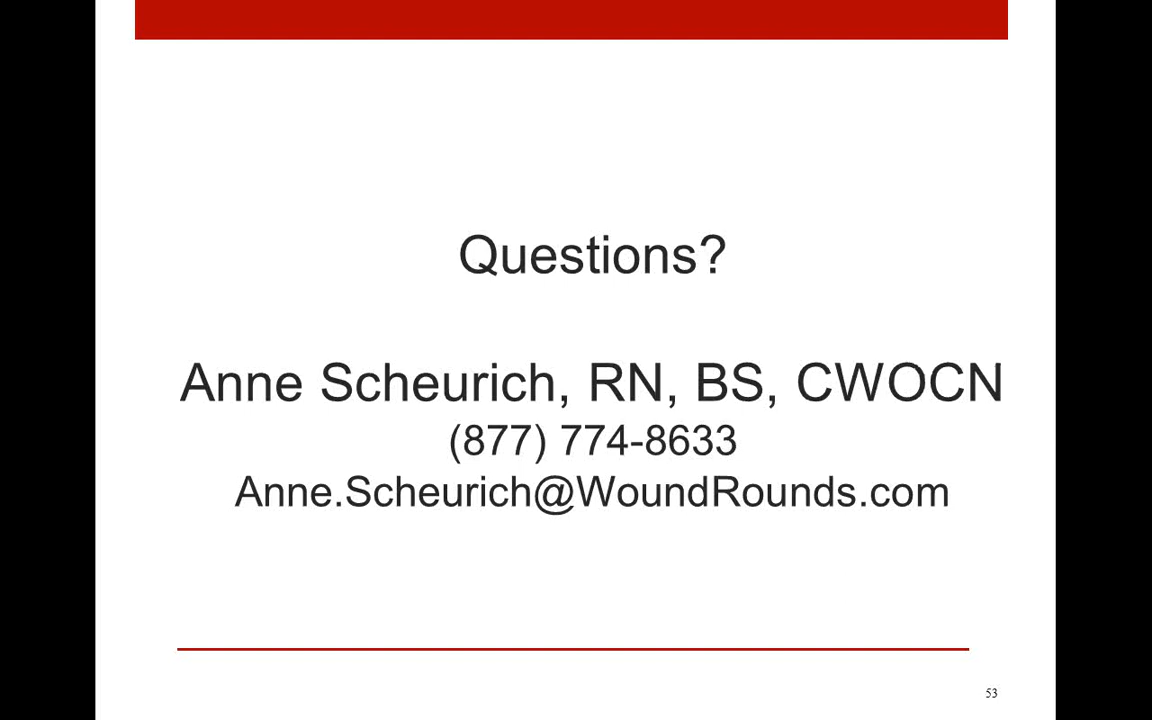 Questions?
Anne Scheurich, RN, BS, CWOCN
(877) 774-8633
Anne.Scheurich@WoundRounds.com
53